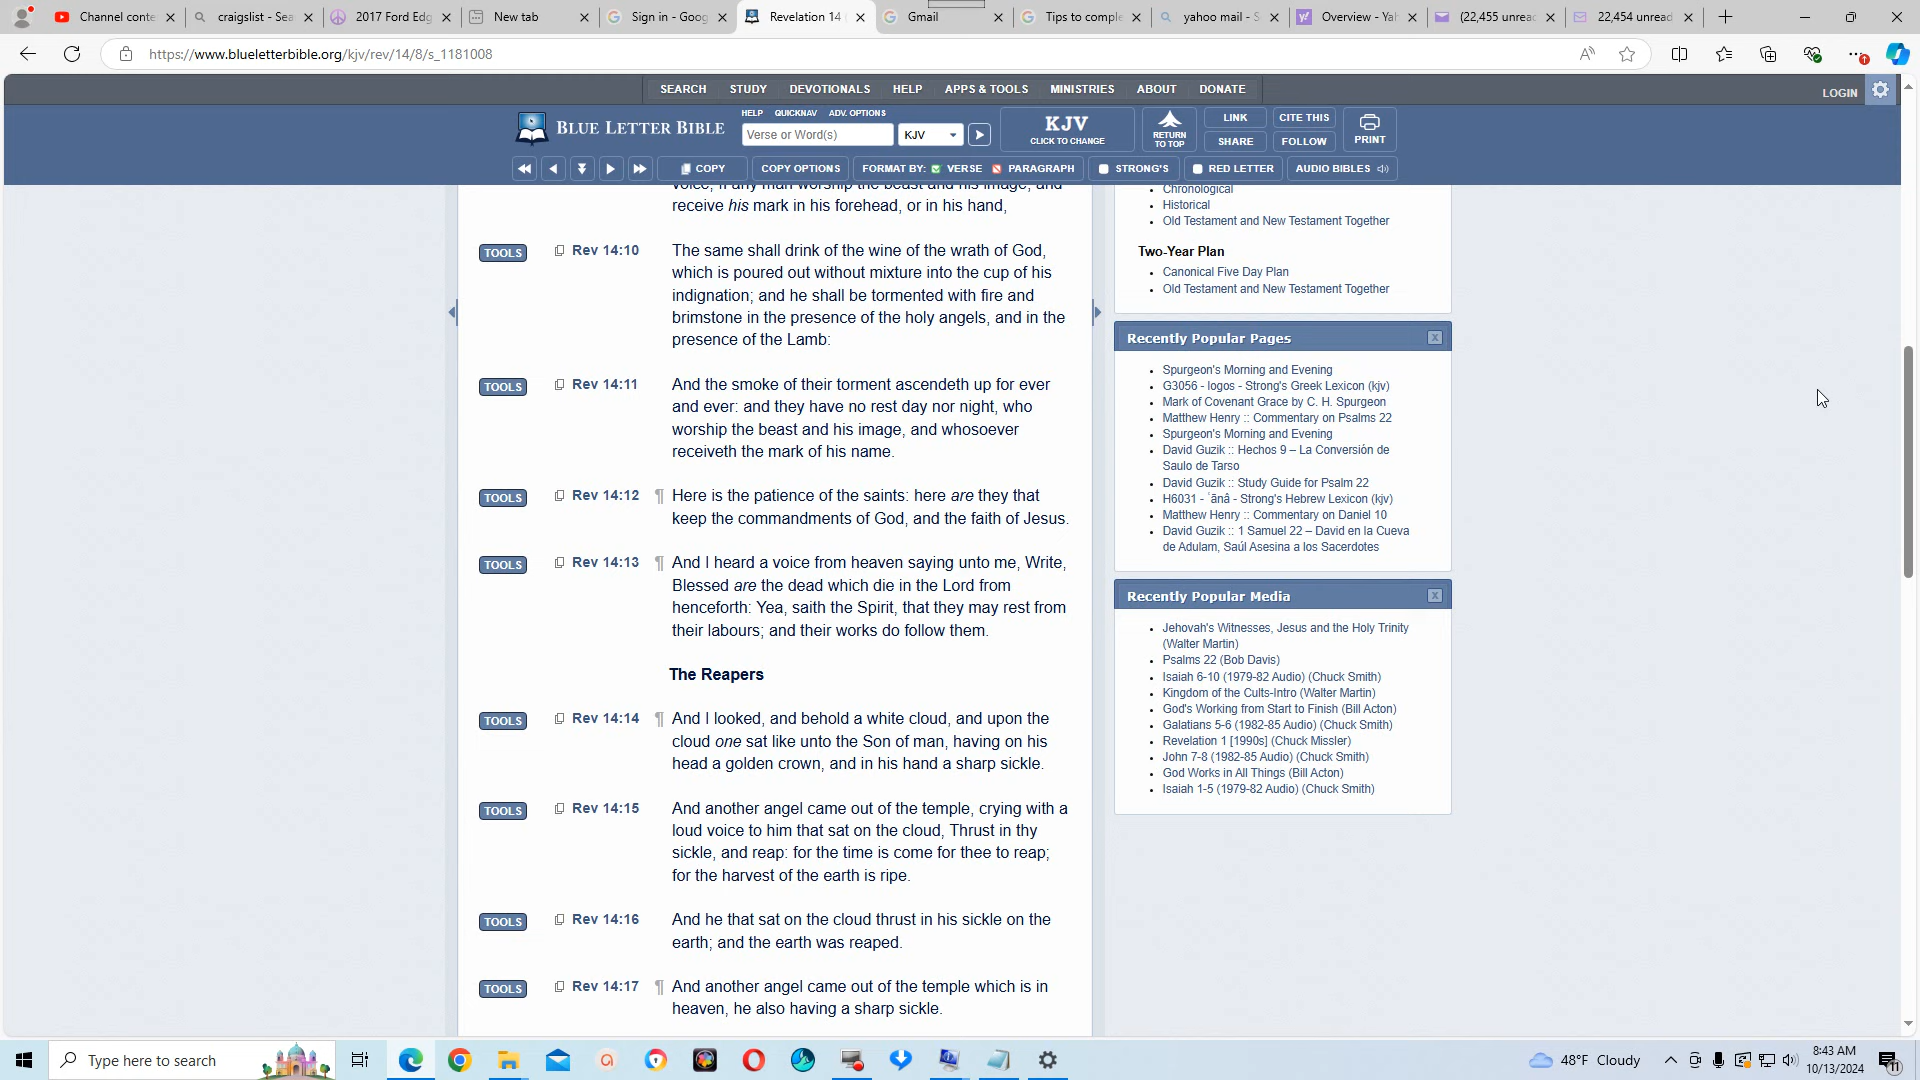 Channel conte
craigslist - Sea
2017 Ford Edg
New tab
Sign in - Goog
Revelation 14
Gmail
Tips to comple
yahoo mail - S
Overview - Yah
(22,455 unread
22,454 unread
https://www.blueletterbible.org/kjv/rev/14/8/s_1181008
SEARCH STUDY DEVOTIONALS HELP APPS & TOOLS MINISTRIES ABOUT DONATE
LOGIN
BLUE LETTER BIBLE
HELP QUICKNAV ADV. OPTIONS
Verse or Word(s)
KJV
KJV
CLICK TO CHANGE
RETURN
TO TOP
LINK
CITE THIS
SHARE
FOLLOW
PRINT
COPY
COPY OPTIONS
FORMAT BY: VERSE PARAGRAPH
STRONG'S
RED LETTER
AUDIO BIBLES
voice, If any man worship the beast and his image, and
receive his mark in his forehead, or in his hand,
TOOLS Rev 14:10 The same shall drink of the wine of the wrath of God,
which is poured out without mixture into the cup of his
indignation; and he shall be tormented with fire and
brimstone in the presence of the holy angels, and in the
presence of the Lamb:
TOOLS Rev 14:11 And the smoke of their torment ascendeth up for ever
and ever: and they have no rest day nor night, who
worship the beast and his image, and whosoever
receiveth the mark of his name.
TOOLS Rev 14:12 ¶ Here is the patience of the saints: here are they that
keep the commandments of God, and the faith of Jesus.
TOOLS Rev 14:13 ¶ And I heard a voice from heaven saying unto me, Write,
Blessed are the dead which die in the Lord from
henceforth: Yea, saith the Spirit, that they may rest from
their labours; and their works do follow them.
The Reapers
TOOLS Rev 14:14 ¶ And I looked, and behold a white cloud, and upon the
cloud one sat like unto the Son of man, having on his
head a golden crown, and in his hand a sharp sickle.
TOOLS Rev 14:15 And another angel came out of the temple, crying with a
loud voice to him that sat on the cloud, Thrust in thy
sickle, and reap: for the time is come for thee to reap;
for the harvest of the earth is ripe.
TOOLS Rev 14:16 And he that sat on the cloud thrust in his sickle on the
earth; and the earth was reaped.
TOOLS Rev 14:17 ¶ And another angel came out of the temple which is in
heaven, he also having a sharp sickle.
Chronological
Historical
Old Testament and New Testament Together
Two-Year Plan
Canonical Five Day Plan
Old Testament and New Testament Together
Recently Popular Pages
Spurgeon's Morning and Evening
G3056 - logos - Strong's Greek Lexicon (kjv)
Mark of Covenant Grace by C. H. Spurgeon
Matthew Henry :: Commentary on Psalms 22
Spurgeon's Morning and Evening
David Guzik :: Hechos 9 – La Conversión de
Saulo de Tarso
David Guzik :: Study Guide for Psalm 22
H6031 - ʿānâ - Strong's Hebrew Lexicon (kjv)
Matthew Henry :: Commentary on Daniel 10
David Guzik :: 1 Samuel 22 – David en la Cueva
de Adulam, Saúl Asesina a los Sacerdotes
Recently Popular Media
Jehovah's Witnesses, Jesus and the Holy Trinity
(Walter Martin)
Psalms 22 (Bob Davis)
Isaiah 6-10 (1979-82 Audio) (Chuck Smith)
Kingdom of the Cults-Intro (Walter Martin)
God's Working from Start to Finish (Bill Acton)
Galatians 5-6 (1982-85 Audio) (Chuck Smith)
Revelation 1 [1990s] (Chuck Missler)
John 7-8 (1982-85 Audio) (Chuck Smith)
God Works in All Things (Bill Acton)
Isaiah 1-5 (1979-82 Audio) (Chuck Smith)
Type here to search
48°F Cloudy
8:43 AM
10/13/2024
11